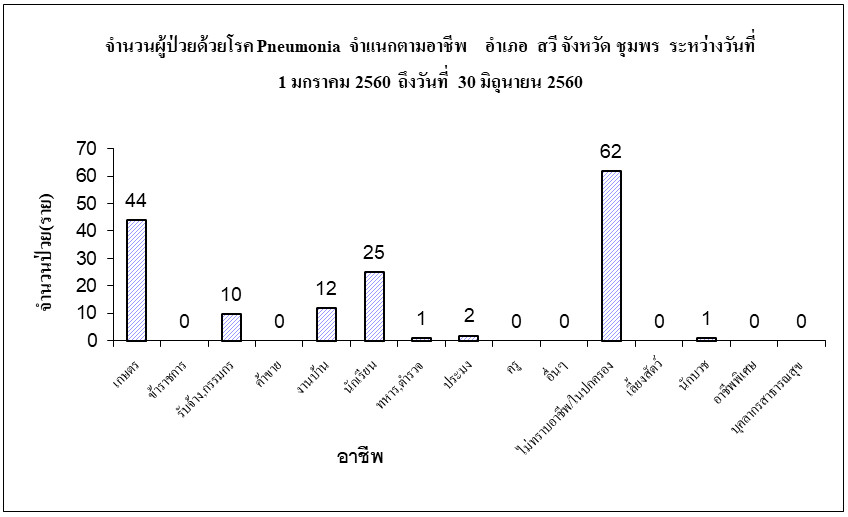 จำนวนผู้ป่วยด้วยโรค Pneumonia จำแนกตามอาชีพ อำเภอ สวี จังหวัด ชุมพร ระหว่างวันที่
1 มกราคม 2560 ถึงวันที่ 30 มิถุนายน 2560
จำนวนป่วย(ราย)
70
60
50
40
30
20
10
0
44
0
10
0
12
25
1
2
0
0
62
0
1
0
0
เกษตร
ข้าราชการ
รับจ้าง,กรรมกร
ค้าขาย
งานบ้าน
นักเรียน
ทหาร,ตำรวจ
ประมง
ครู
อื่นๆ
ไม่ทราบอาชีพ/ในปกครอง
เลี้ยงสัตว์
นักบวช
อาชีพพิเศษ
บุคลากรสาธารณสุข
อาชีพ